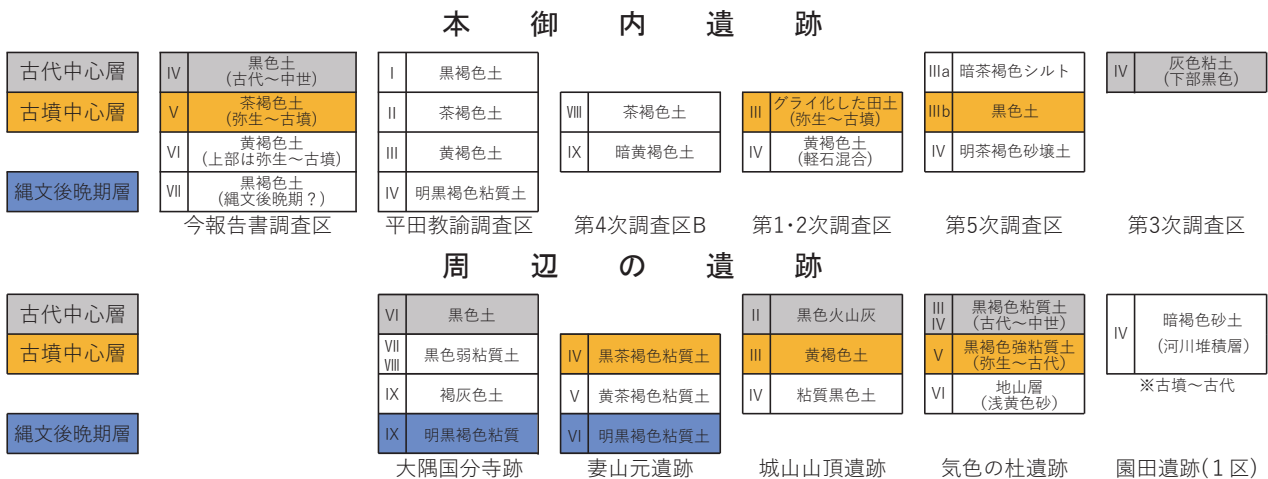 本御内遺跡
古代中心層
古墳中心層
縄文後晩期層
IV 黒色土
(古代～中世)
V 茶褐色土
(弥生～古墳)
VI 黄褐色土
(上部は弥生～古墳)
VII 黒褐色土
(縄文後晩期？)
今報告書調査区
I 黒褐色土
II 茶褐色土
III 黄褐色土
IV 明黒褐色粘質土
平田教諭調査区
VIII 茶褐色土
IX 暗黄褐色土
第4次調査区B
III グライ化した田土
(弥生～古墳)
IV 黄褐色土
(軽石混合)
第1・2次調査区
IIIa 暗茶褐色シルト
IIIb 黒色土
IV 明茶褐色砂壌土
第5次調査区
IV 灰色粘土
(下部黒色)
第3次調査区
周辺の遺跡
古代中心層
古墳中心層
縄文後晩期層
VI 黒色土
VII
VIII 黒色弱粘質土
IX 褐灰色土
IX 明黒褐色粘質
大隅国分寺跡
IV 黒茶褐色粘質土
V 黄茶褐色粘質土
VI 明黒褐色粘質土
妻山元遺跡
II 黒色火山灰
III 黄褐色土
IV 粘質黒色土
城山山頂遺跡
III 黒褐色粘質土
IV (古代～中世)
V 黒褐色強粘質土
(弥生～古代)
VI 地山層
(浅黄色砂)
気色の杜遺跡
IV 暗褐色砂土
(河川堆積層)
※古墳～古代
園田遺跡(1区)